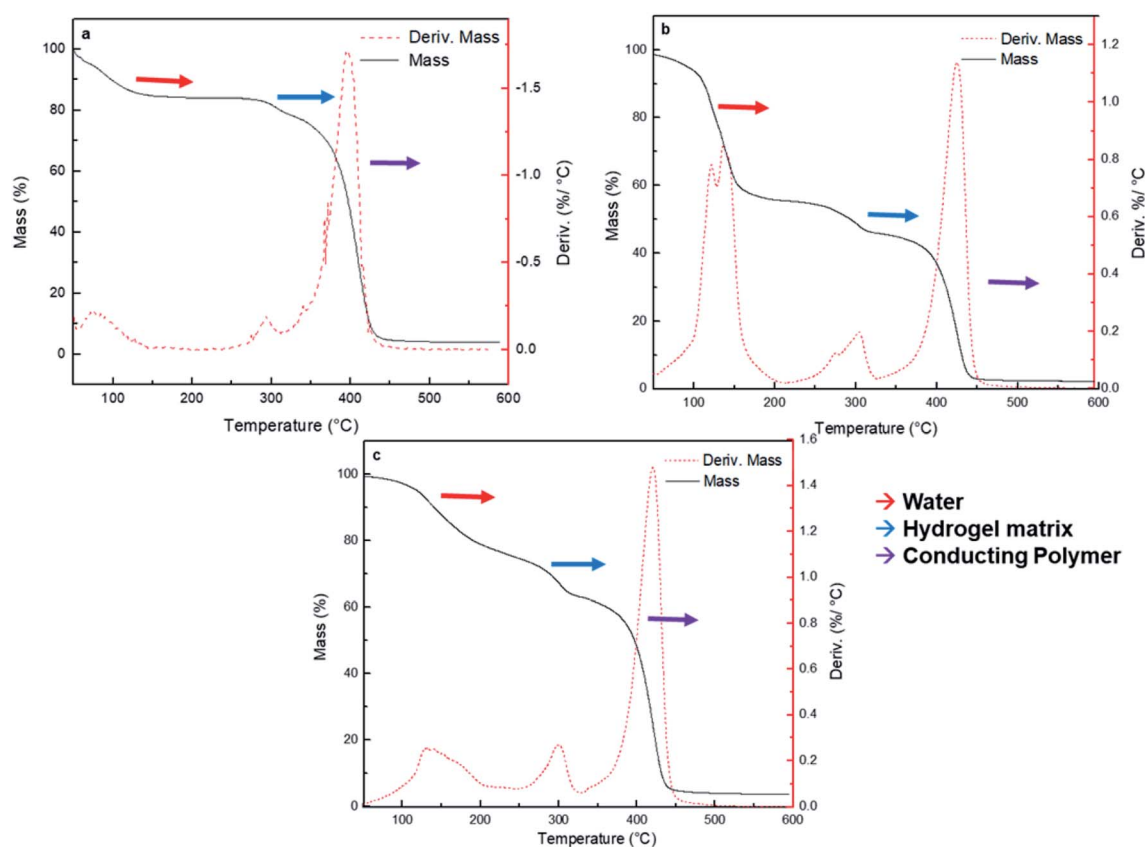 a
Deriv. Mass
Mass
100
80
60
40
20
0
Mass (%)
-1.5
-1.0
-0.5
0.0
Deriv. (%/ °C)
100 200 300 400 500 600
Temperature (°C)
b
Deriv. Mass
Mass
100
80
60
40
20
0
Mass (%)
1.2
1.0
0.8
0.6
0.4
0.2
0.0
Deriv. %/ °C
100 200 300 400 500 600
Temperature (°C)
c
Deriv. Mass
Mass
100
80
60
40
20
0
Mass (%)
1.6
1.4
1.2
1.0
0.8
0.6
0.4
0.2
0.0
Deriv. (%/ °C)
100 200 300 400 500 600
Temperature (°C)
→ Water
→ Hydrogel matrix
→ Conducting Polymer